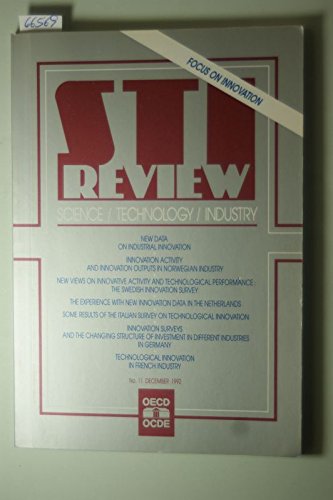 66569
FOCUS ON INNOVATION
STI
REVIEW
SCIENCE / TECHNOLOGY / INDUSTRY
NEW DATA
ON INDUSTRIAL INNOVATION
INNOVATION ACTIVITY
AND INNOVATION OUTPUTS IN NORWEGIAN INDUSTRY
NEW VIEWS ON INNOVATIVE ACTIVITY AND TECHNOLOGICAL PERFORMANCE:
THE SWEDISH INNOVATION SURVEY
THE EXPERIENCE WITH NEW INNOVATION DATA IN THE NETHERLANDS
SOME RESULTS OF THE ITALIAN SURVEY ON TECHNOLOGICAL INNOVATION
INNOVATION SURVEYS
AND THE CHANGING STRUCTURE OF INVESTMENT IN DIFFERENT INDUSTRIES
IN GERMANY
TECHNOLOGICAL INNOVATION
IN FRENCH INDUSTRY
No. 11 DECEMBER 1992
OECD
OCDE